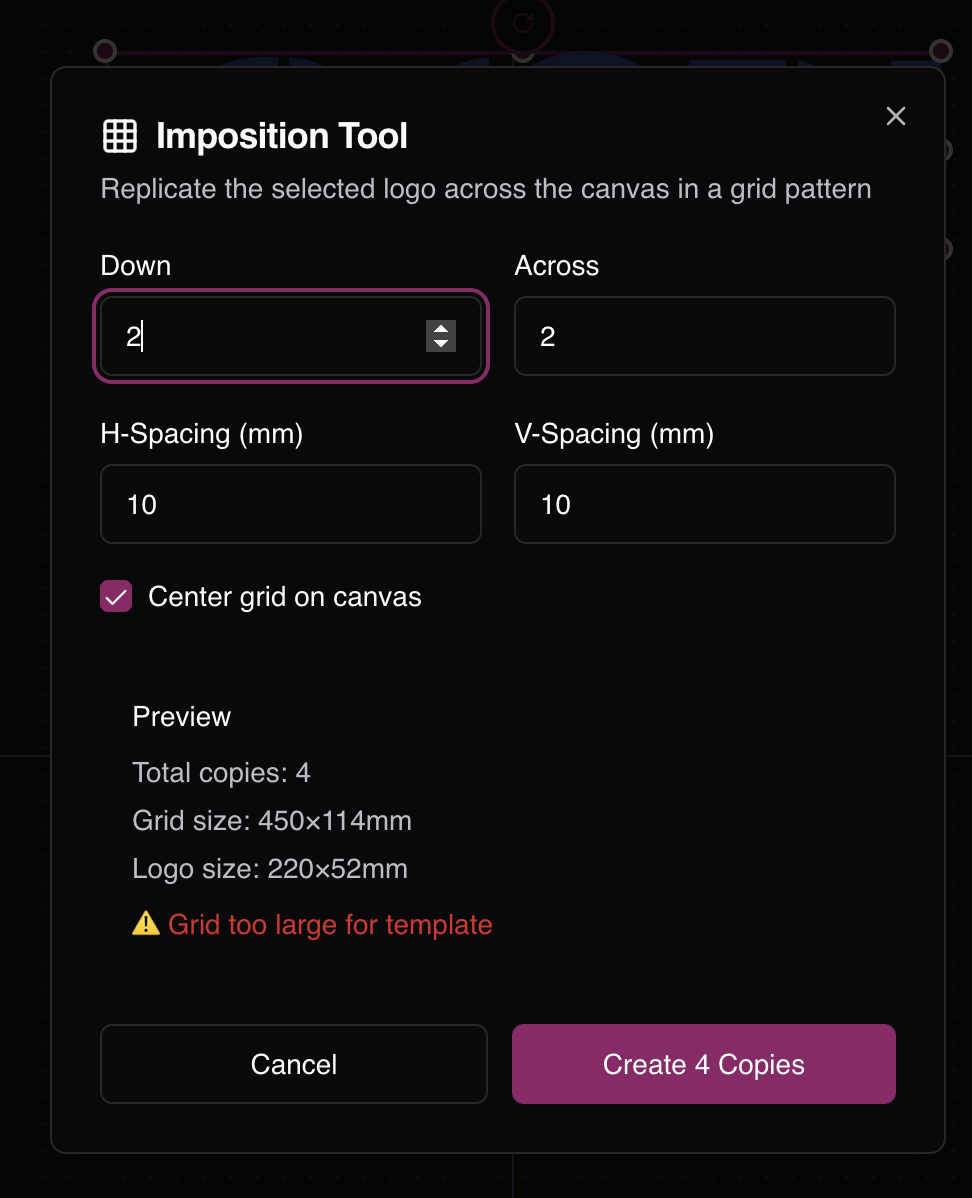 Imposition Tool
Replicate the selected logo across the canvas in a grid pattern
Down
Across
2
2
H-Spacing (mm)
V-Spacing (mm)
10
10
Center grid on canvas
Preview
Total copies: 4
Grid size: 450×114mm
Logo size: 220×52mm
⚠️ Grid too large for template
Cancel
Create 4 Copies